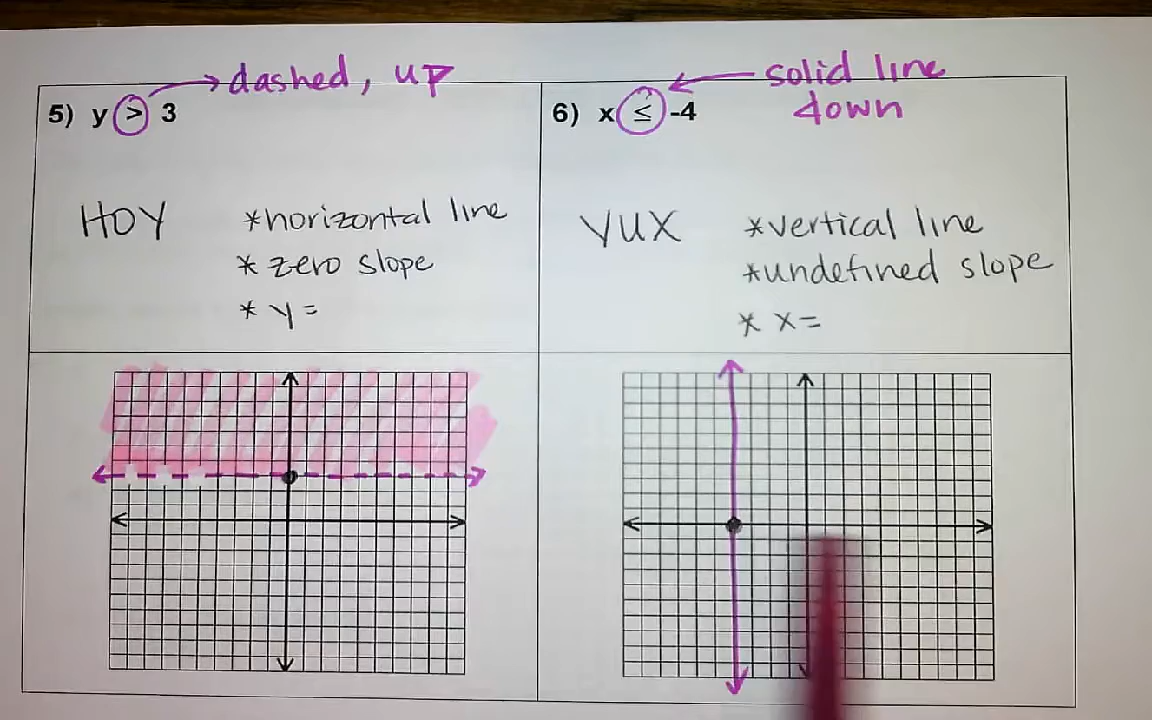 dashed, up
5) y > 3
HOY
*horizontal line
* zero slope
* y =
solid line
down
6) x ≤ -4
VUX
*vertical line
*undefined slope
* x =